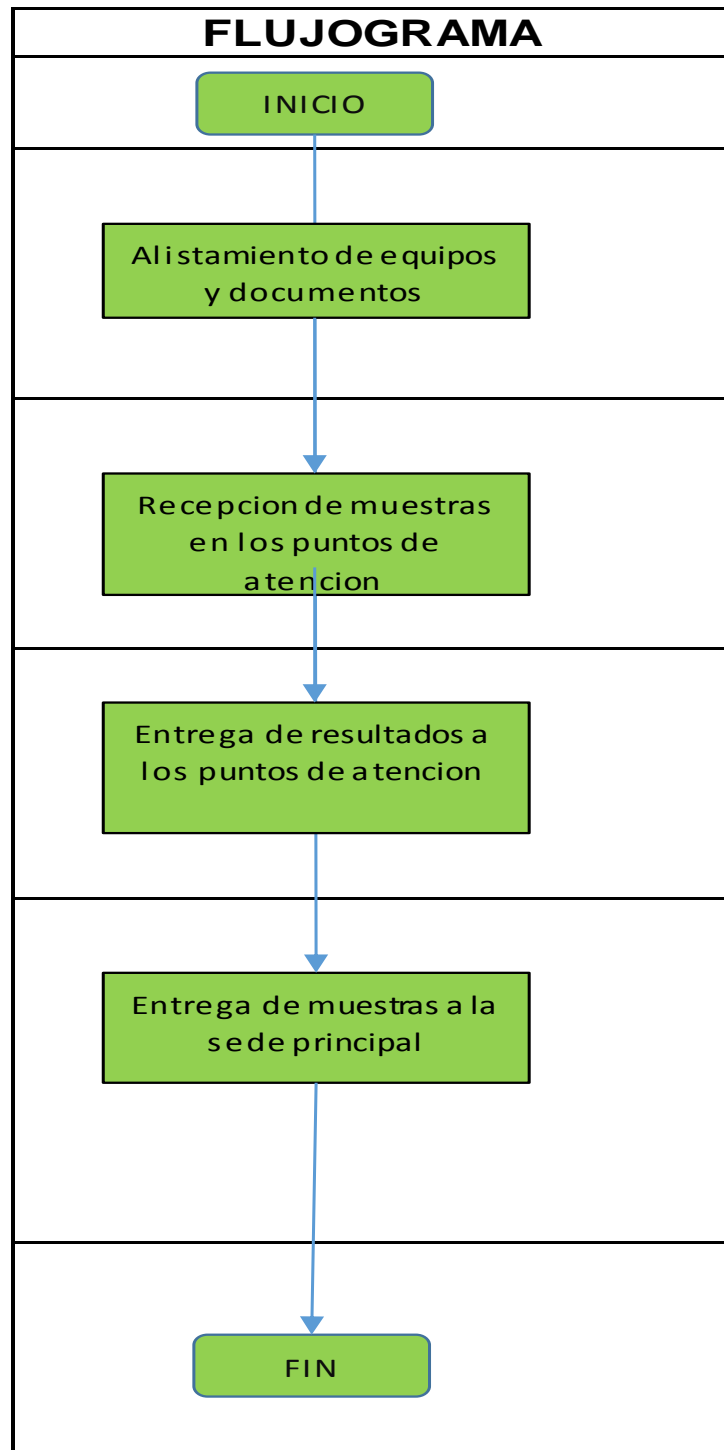 FLUJOGRAMA
INICIO
Alistamiento de equipos
y documentos
Recepcion de muestras
en los puntos de
atencion
Entrega de resultados a
los puntos de atencion
Entrega de muestras a la
sede principal
FIN